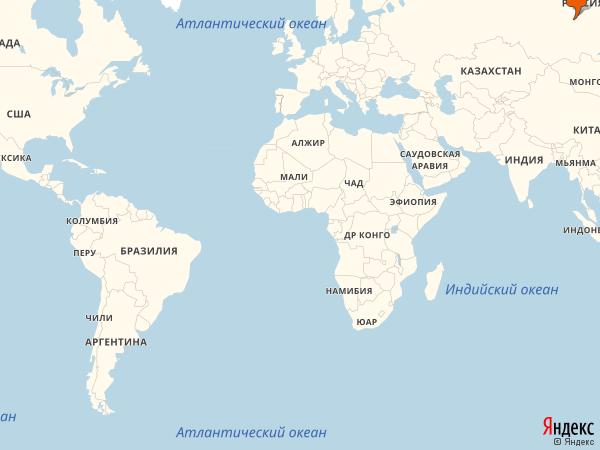 Атлантический океан
РОССИЯ
АДА
КАЗАХСТАН
МОНГО
США
КИТА
АЛЖИР
САУДОВСКАЯ
АРАВИЯ
КСИКА
ИНДИЯ
МЬЯНМА
МАЛИ
ЧАД
ЭФИОПИЯ
КОЛУМБИЯ
ИНДОНЕ
ДР КОНГО
ПЕРУ
БРАЗИЛИЯ
НАМИБИЯ
Индийский океан
ЧИЛИ
ЮАР
АРГЕНТИНА
ан
Атлантический океан
Яндекс
© Яндекс